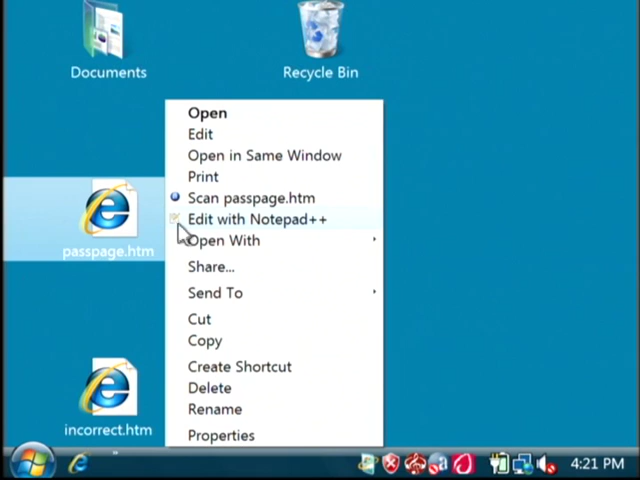 Documents
Recycle Bin
Open
Edit
Open in Same Window
Print
Scan passpage.htm
Edit with Notepad++
Open With
passpage.htm
Share...
Send To
Cut
Copy
Create Shortcut
Delete
Rename
incorrect.htm
Properties
4:21 PM